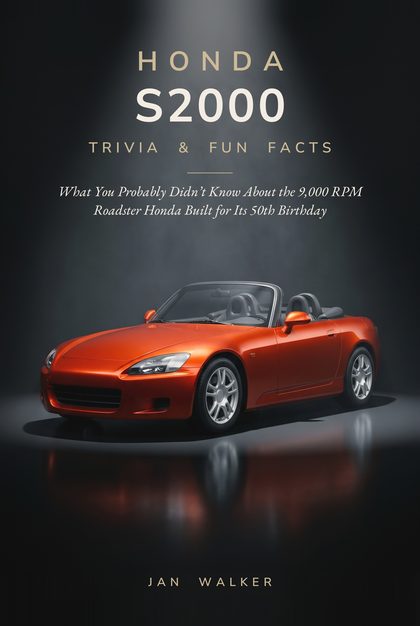 HONDA
S2000
TRIVIA & FUN FACTS
What You Probably Didn't Know About the 9,000 RPM
Roadster Honda Built for Its 50th Birthday
JAN WALKER